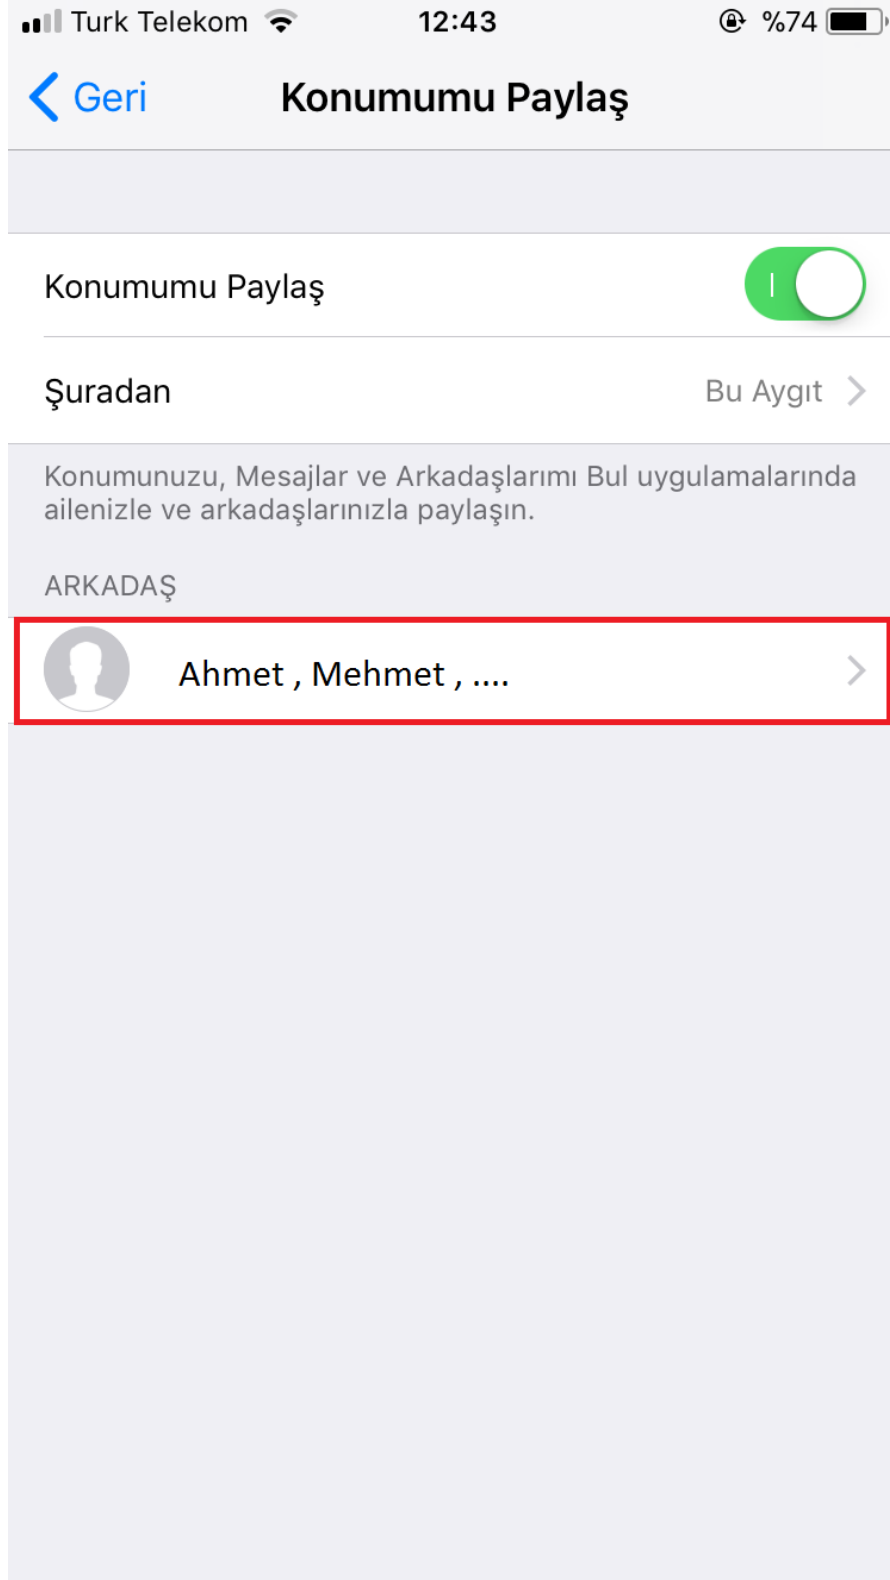 Turk Telekom 12:43 %74
Geri Konumumu Paylaş
Konumumu Paylaş
Şuradan Bu Aygıt
Konumunuzu, Mesajlar ve Arkadaşlarımı Bul uygulamalarında
ailenizle ve arkadaşlarınızla paylaşın.
ARKADAŞ
Ahmet , Mehmet , ....